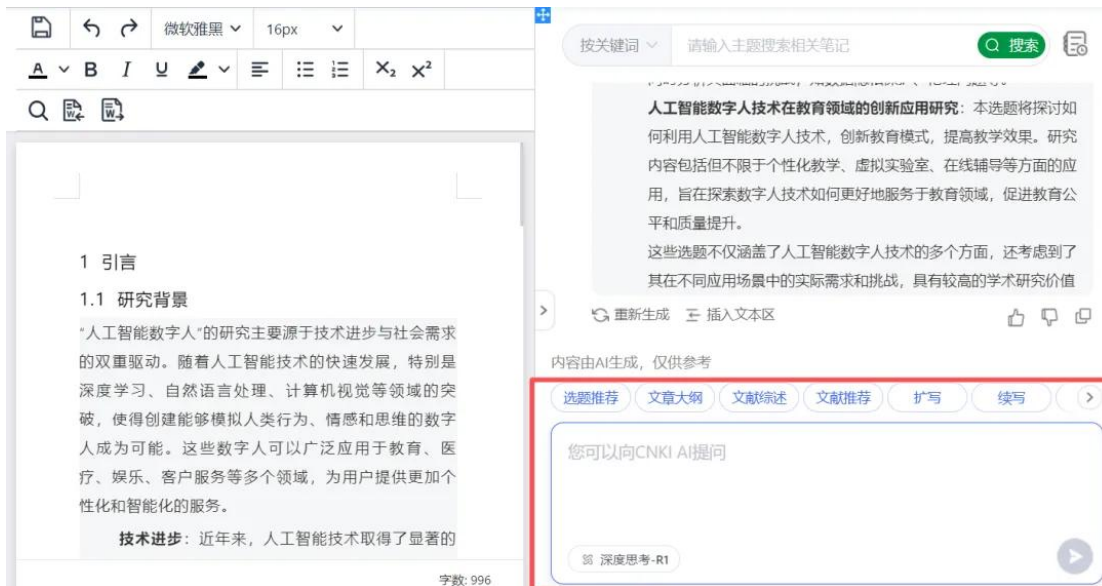 微软雅黑
16px
A
B
I
U
X₂
X²
1 引言
1.1 研究背景
“人工智能数字人”的研究主要源于技术进步与社会需求
的双重驱动。随着人工智能技术的快速发展，特别是
深度学习、自然语言处理、计算机视觉等领域的突
破，使得创建能够模拟人类行为、情感和思维的数字
人成为可能。这些数字人可以广泛应用于教育、医
疗、娱乐、客户服务等多个领域，为用户提供更加个
性化和智能化的服务。
技术进步：近年来，人工智能技术取得了显著的
字数: 996
按关键词
请输入主题搜索相关笔记
搜索
人工智能数字人技术在教育领域的创新应用研究：本选题将探讨如
何利用人工智能数字人技术，创新教育模式，提高教学效果。研究
内容包括但不限于个性化教学、虚拟实验室、在线辅导等方面的应
用，旨在探索数字人技术如何更好地服务于教育领域，促进教育公
平和质量提升。
这些选题不仅涵盖了人工智能数字人技术的多个方面，还考虑到了
其在不同应用场景中的实际需求和挑战，具有较高的学术研究价值
重新生成
插入文本区
内容由AI生成，仅供参考
选题推荐
文章大纲
文献综述
文献推荐
扩写
续写
您可以向CNKI AI提问
深度思考-R1